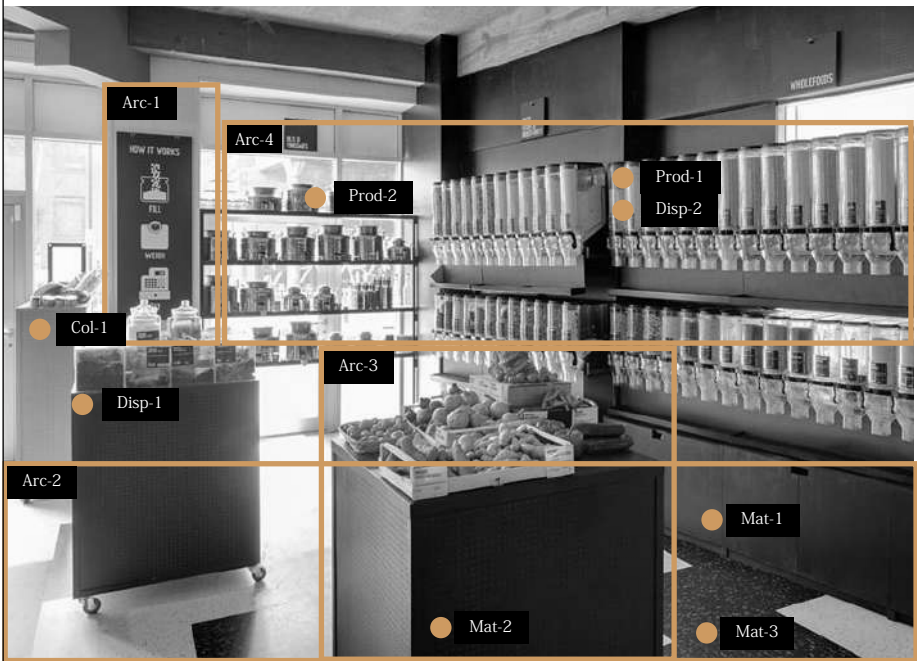 WHOLEFOODS
Arc-1
Arc-4
HOW IT WORKS
Prod-1
Prod-2
Disp-2
FILL
WEIGH
Col-1
Arc-3
Disp-1
Arc-2
Mat-1
Mat-2
Mat-3